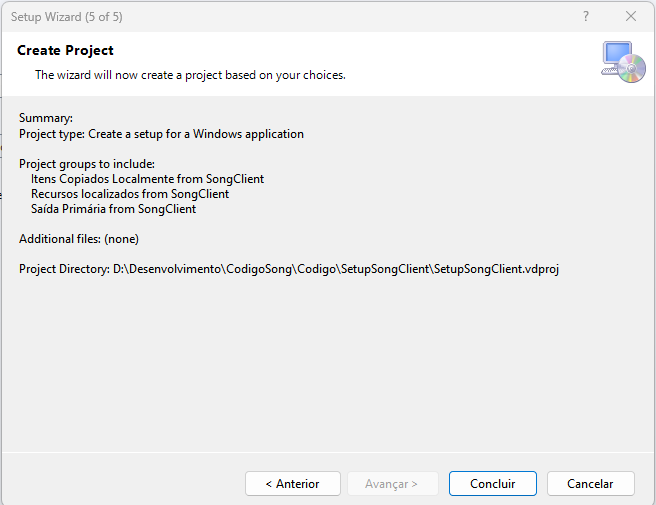 Setup Wizard (5 of 5)
?
Create Project
The wizard will now create a project based on your choices.
Summary:
Project type: Create a setup for a Windows application
Project groups to include:
Itens Copiados Localmente from SongClient
Recursos localizados from SongClient
Saída Primária from SongClient
Additional files: (none)
Project Directory: D:\Desenvolvimento\CodigoSong\Codigo\SetupSongClient\SetupSongClient.vdproj
< Anterior
Avançar >
Concluir
Cancelar